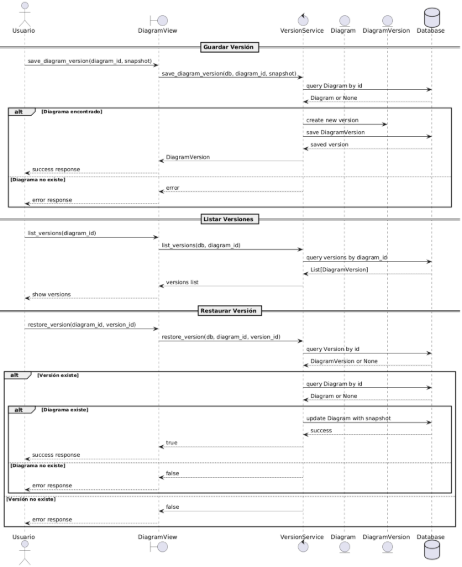 Usuario DiagramView VersionService Diagram DiagramVersion Database
Guardar Versión
save_diagram_version(diagram_id, snapshot)
save_diagram_version(db, diagram_id, snapshot)
query Diagram by id
Diagram or None
alt [Diagrama encontrado]
create new version
save DiagramVersion
saved version
DiagramVersion
success response
[Diagrama no existe]
error
error response
Listar Versiones
list_versions(diagram_id)
list_versions(db, diagram_id)
query versions by diagram_id
List[DiagramVersion]
versions list
show versions
Restaurar Versión
restore_version(diagram_id, version_id)
restore_version(db, diagram_id, version_id)
query Version by id
DiagramVersion or None
alt [Versión existe]
query Diagram by id
Diagram or None
alt [Diagrama existe]
update Diagram with snapshot
success
true
success response
[Diagrama no existe]
false
error response
[Versión no existe]
false
error response
Usuario DiagramView VersionService Diagram DiagramVersion Database